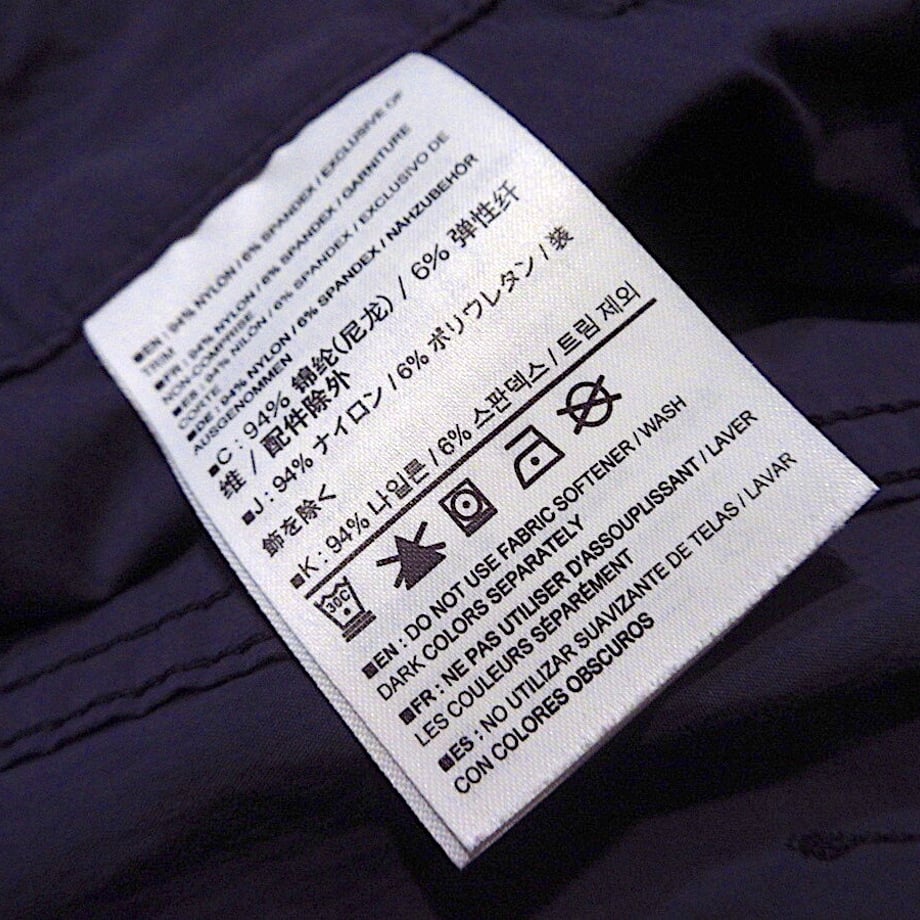 ■EN : 94% NYLON / 6% SPANDEX / EXCLUSIVE OF
TRIM
■FR : 94% NYLON / 6% SPANDEX / GARNITURE
NON-COMPRISE
■ES : 94% NILON / 6% SPANDEX / EXCLUSIVO DE
CORTE
■DE : 94% NYLON / 6% SPANDEX / NÄHZUBEHÖR
AUSGENOMMEN
■C : 94% 锦纶(尼龙) / 6% 弹性纤
维 / 配件除外
■J : 94% ナイロン / 6% ポリウレタン / 装
飾を除く
■K : 94% 나일론 / 6% 스판덱스 / 트림 제외
30C
■EN : DO NOT USE FABRIC SOFTENER / WASH
DARK COLORS SEPARATELY
■FR : NE PAS UTILISER D'ASSOUPLISSANT / LAVER
LES COULEURS SÉPARÉMENT
■ES : NO UTILIZAR SUAVIZANTE DE TELAS / LAVAR
CON COLORES OBSCUROS